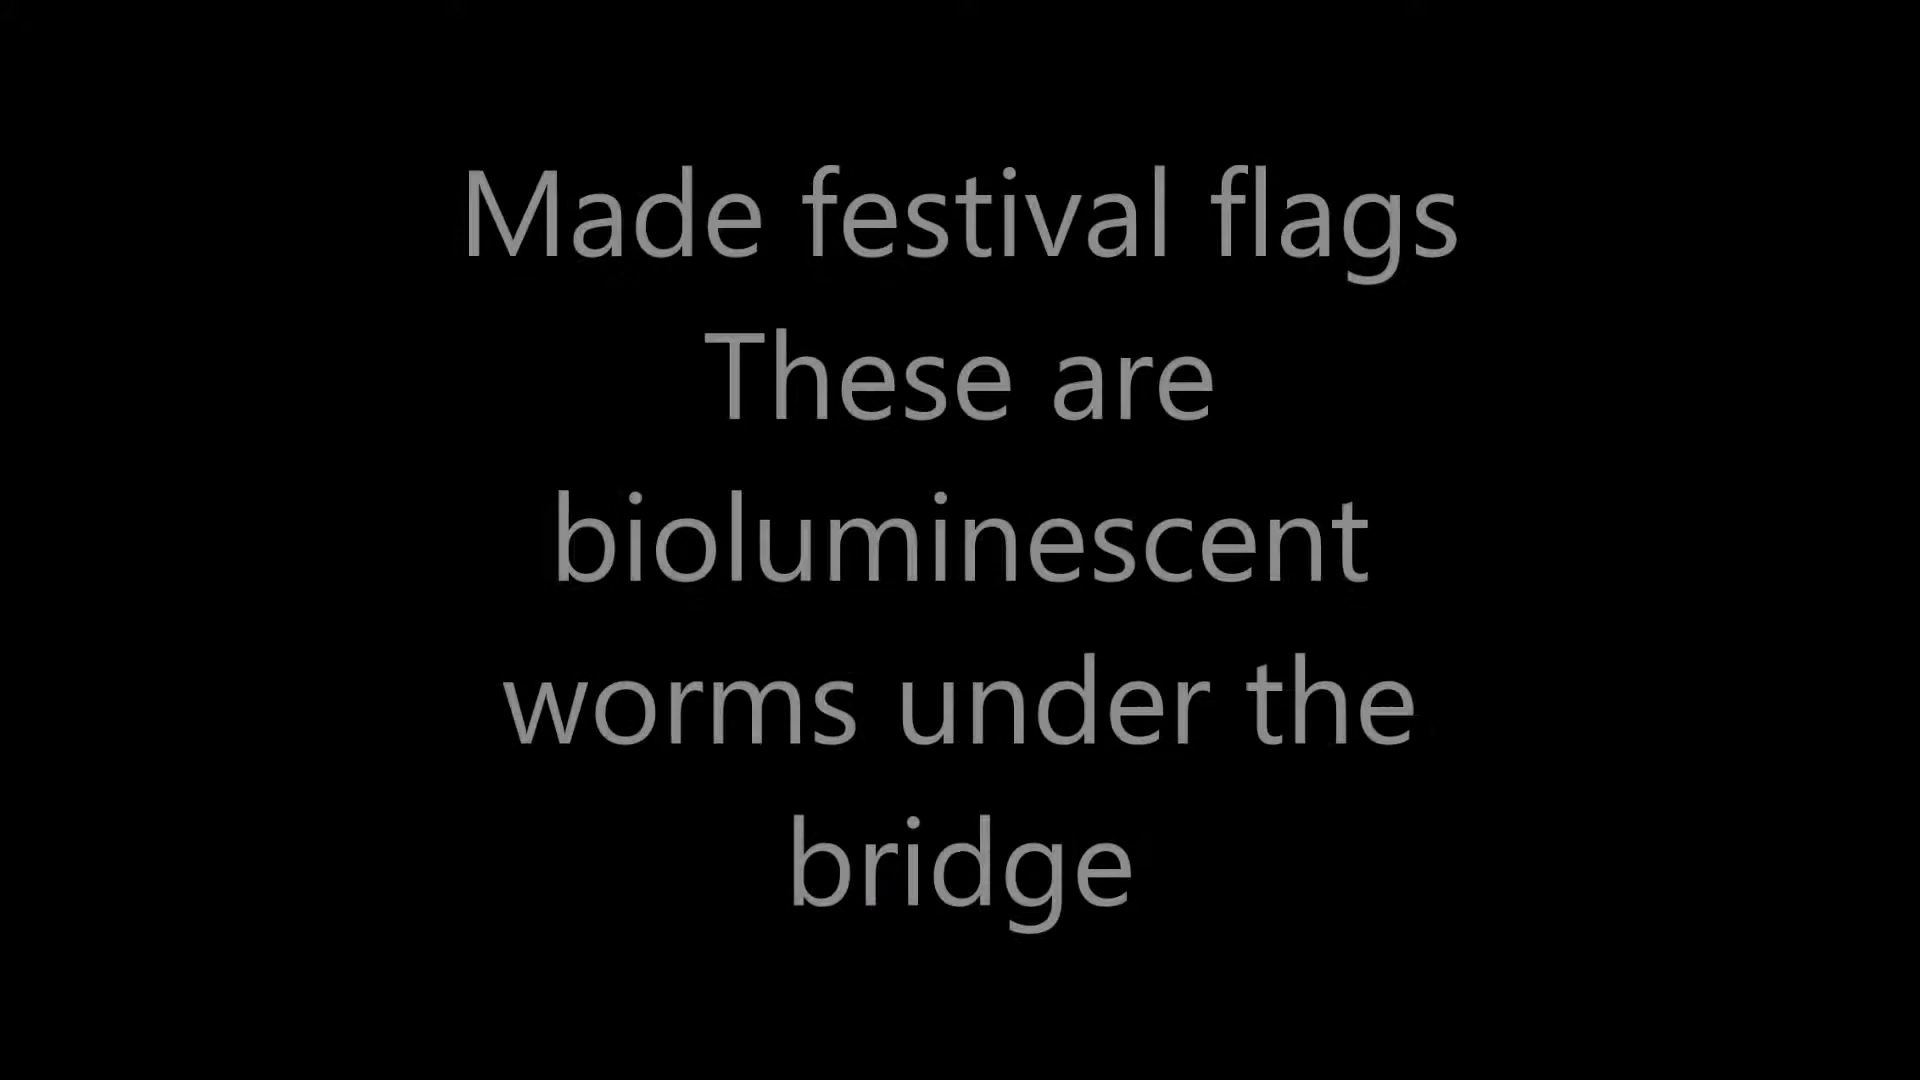 Made festival flags
These are
bioluminescent
worms under the
bridge